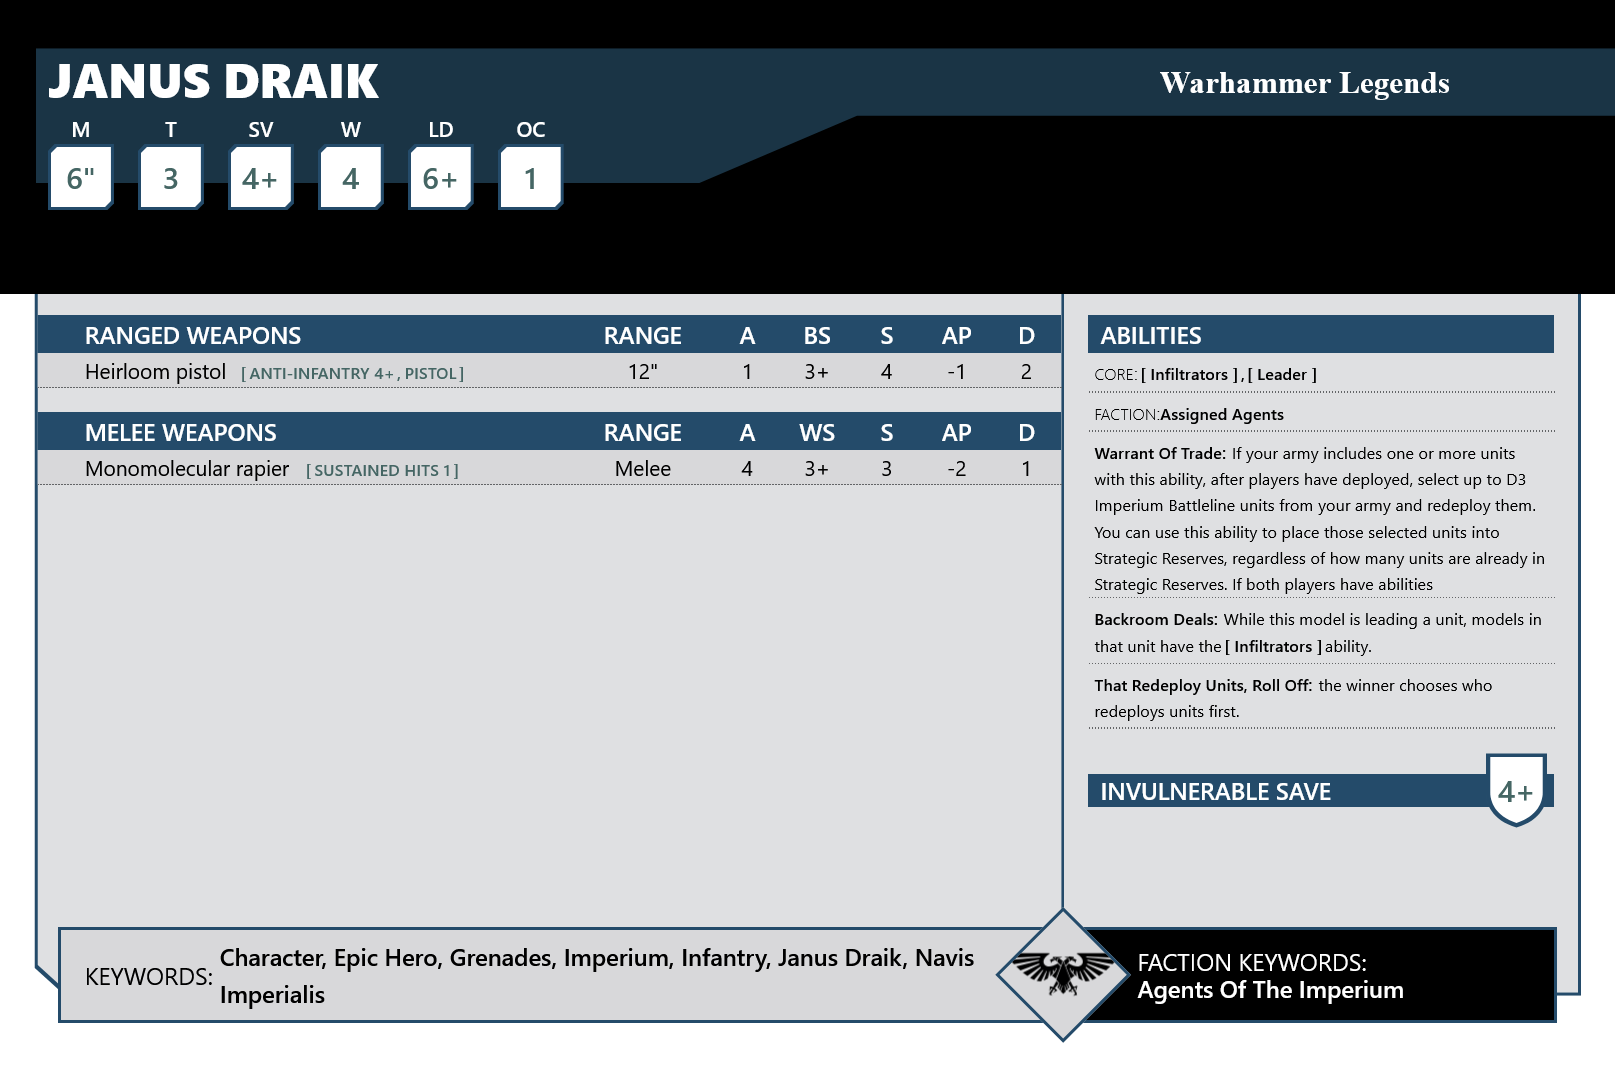 JANUS DRAIK
Warhammer Legends
M T SV W LD OC
6" 3 4+ 4 6+ 1
RANGED WEAPONS RANGE A BS S AP D
Heirloom pistol [ ANTI-INFANTRY 4+ , PISTOL ] 12" 1 3+ 4 -1 2
MELEE WEAPONS RANGE A WS S AP D
Monomolecular rapier [ SUSTAINED HITS 1 ] Melee 4 3+ 3 -2 1
ABILITIES
CORE: [ Infiltrators ] , [ Leader ]
FACTION:Assigned Agents
Warrant Of Trade: If your army includes one or more units
with this ability, after players have deployed, select up to D3
Imperium Battleline units from your army and redeploy them.
You can use this ability to place those selected units into
Strategic Reserves, regardless of how many units are already in
Strategic Reserves. If both players have abilities
Backroom Deals: While this model is leading a unit, models in
that unit have the [ Infiltrators ] ability.
That Redeploy Units, Roll Off: the winner chooses who
redeploys units first.
INVULNERABLE SAVE 4+
KEYWORDS: Character, Epic Hero, Grenades, Imperium, Infantry, Janus Draik, Navis
Imperialis
FACTION KEYWORDS:
Agents Of The Imperium